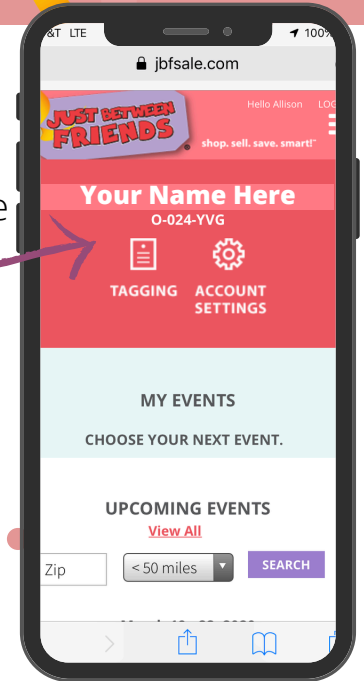 &T LTE 100%
jbfsale.com
Hello Allison LOG
JUST BETWEEN
FRIENDS
shop. sell. save. smart!
Your Name Here
O-024-YVG
TAGGING ACCOUNT
SETTINGS
MY EVENTS
CHOOSE YOUR NEXT EVENT.
UPCOMING EVENTS
View All
Zip < 50 miles SEARCH